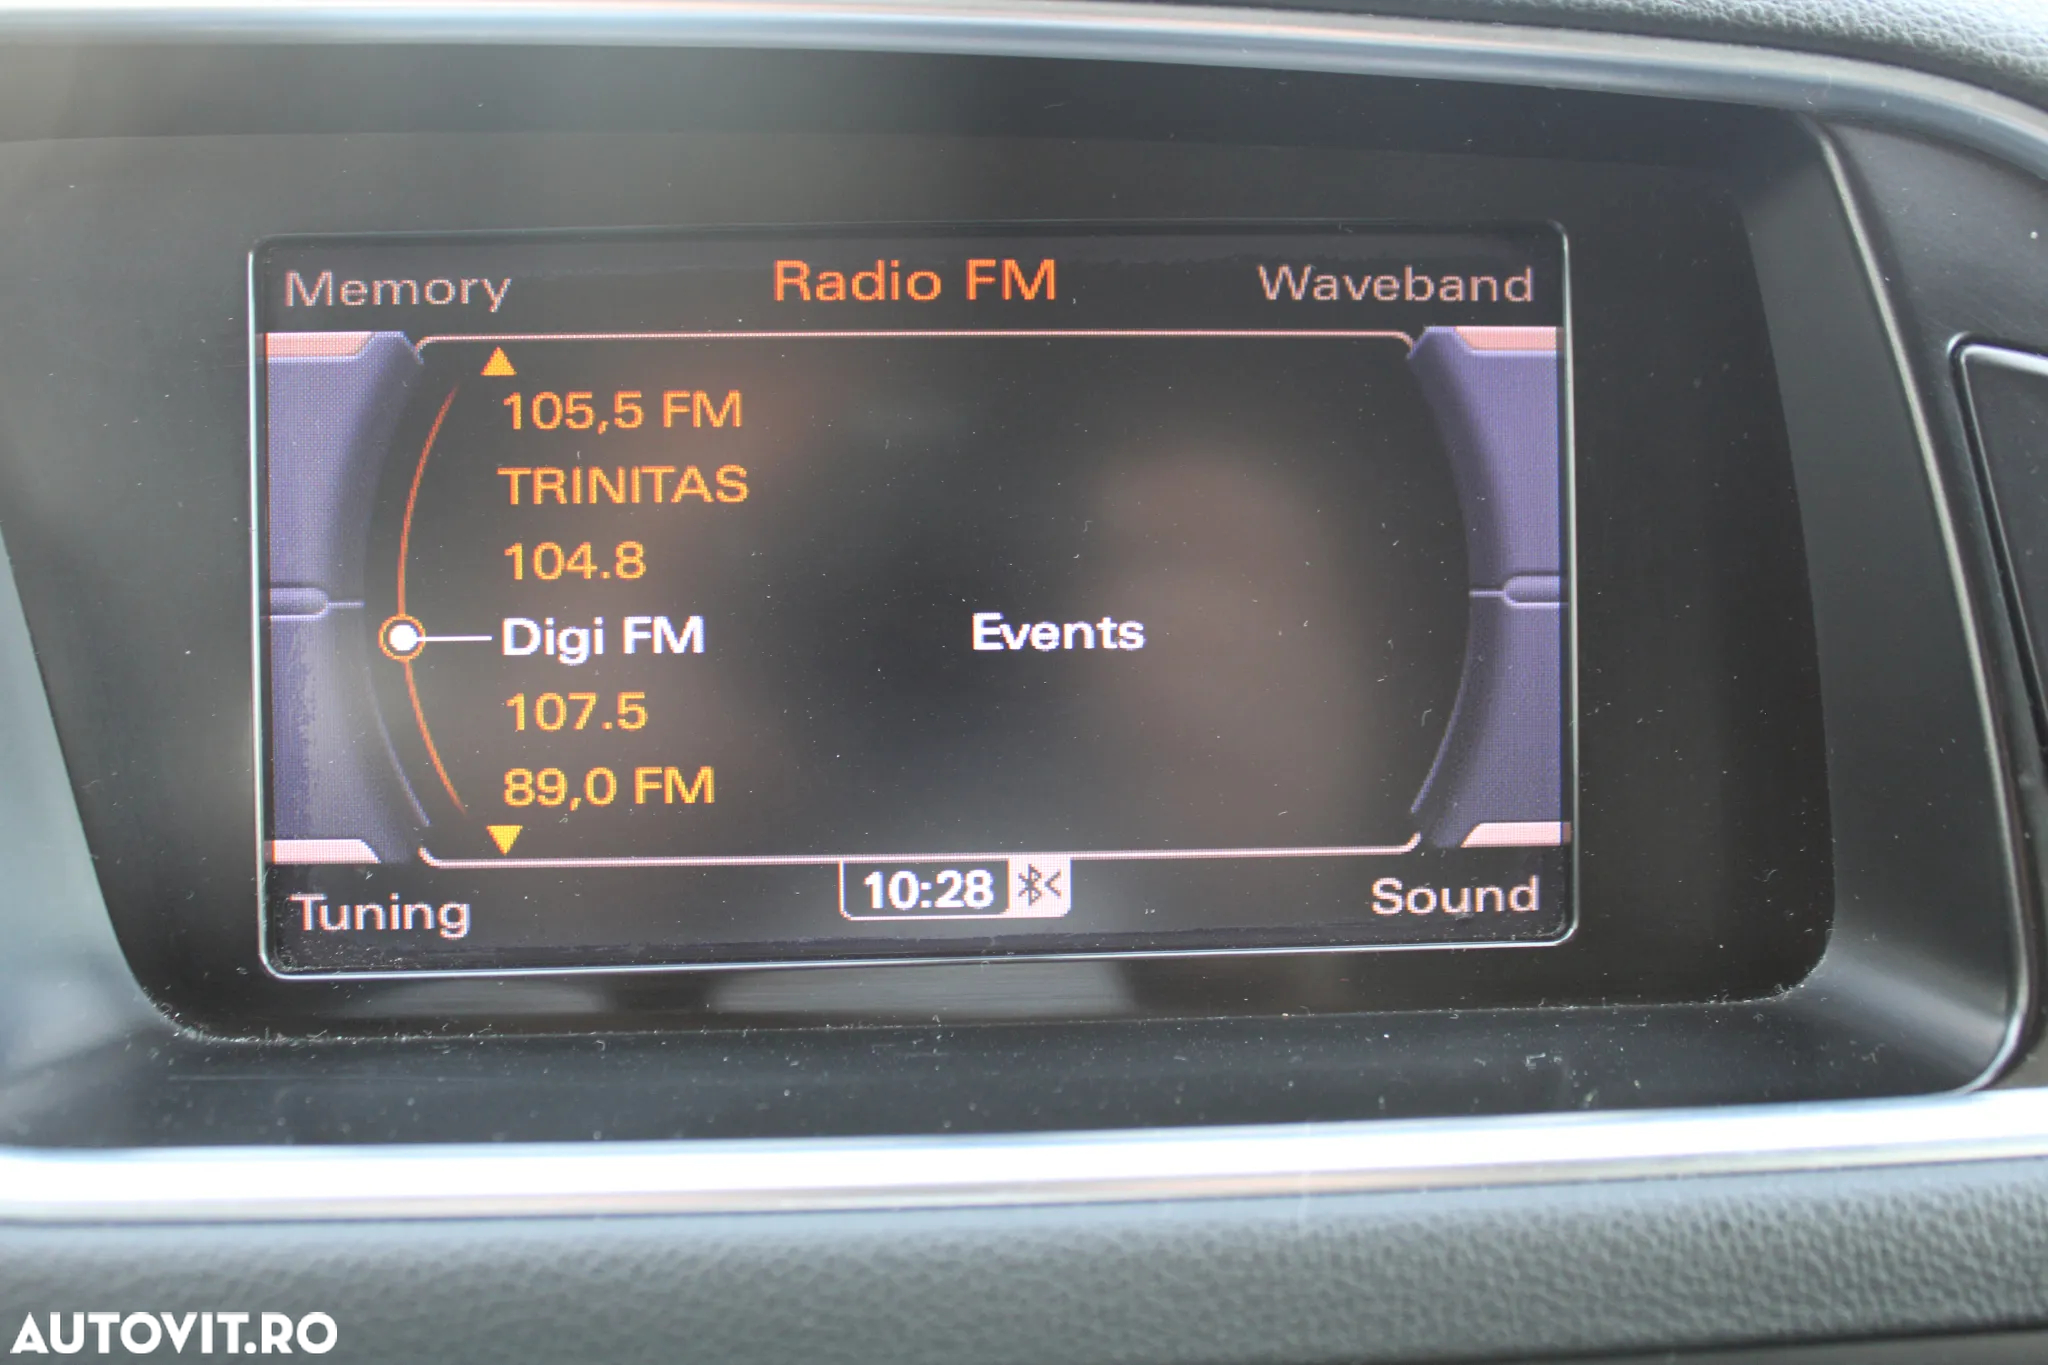 Memory
Radio FM
Waveband
105,5 FM
TRINITAS
104.8
Digi FM
Events
107.5
89,0 FM
10:28
Tuning
Sound
AUTOVIT.RO